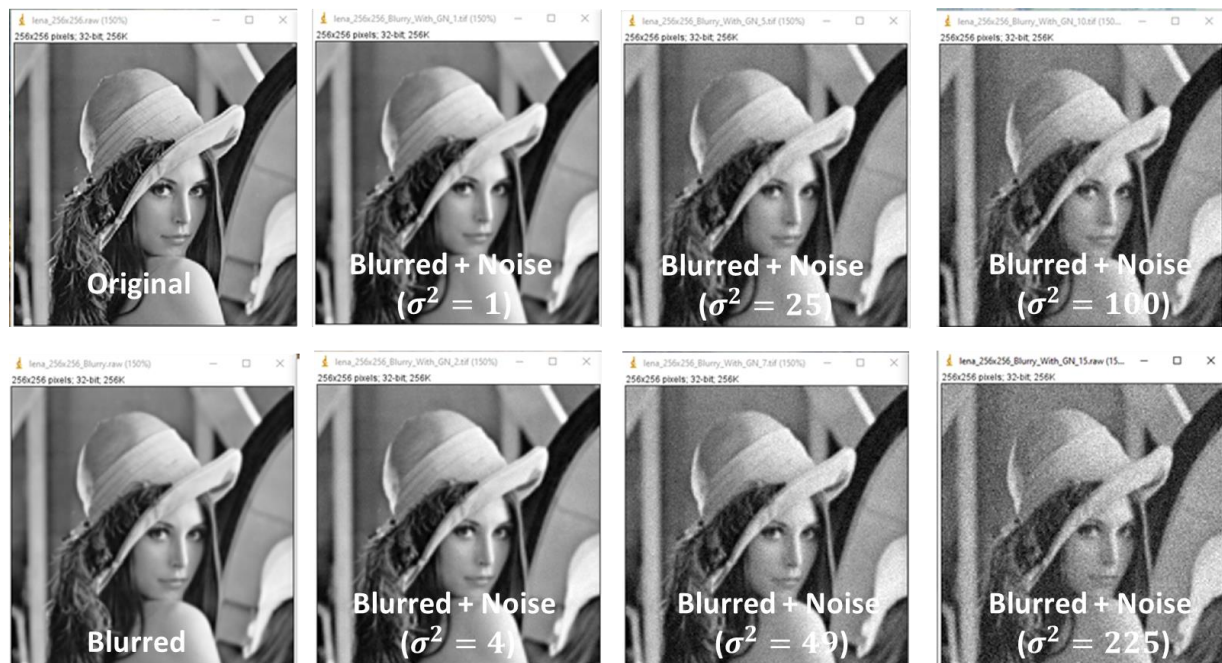 lena_256x256.raw (150%)
256x256 pixels; 32-bit; 256K
Original
lena_256x256_Blurry_With_GN_1.tif (150%)
256x256 pixels; 32-bit; 256K
Blurred + Noise
(σ² = 1)
lena_256x256_Blurry_With_GN_5.tif (150%)
256x256 pixels; 32-bit; 256K
Blurred + Noise
(σ² = 25)
lena_256x256_Blurry_With_GN_10.tif (150...
256x256 pixels; 32-bit; 256K
Blurred + Noise
(σ² = 100)
lena_256x256_Blurry.raw (150%)
256x256 pixels; 32-bit; 256K
Blurred
lena_256x256_Blurry_With_GN_2.tif (150%)
256x256 pixels; 32-bit; 256K
Blurred + Noise
(σ² = 4)
lena_256x256_Blurry_With_GN_7.tif (150%)
256x256 pixels; 32-bit; 256K
Blurred + Noise
(σ² = 49)
lena_256x256_Blurry_With_GN_15.raw (15...
256x256 pixels; 32-bit; 256K
Blurred + Noise
(σ² = 225)